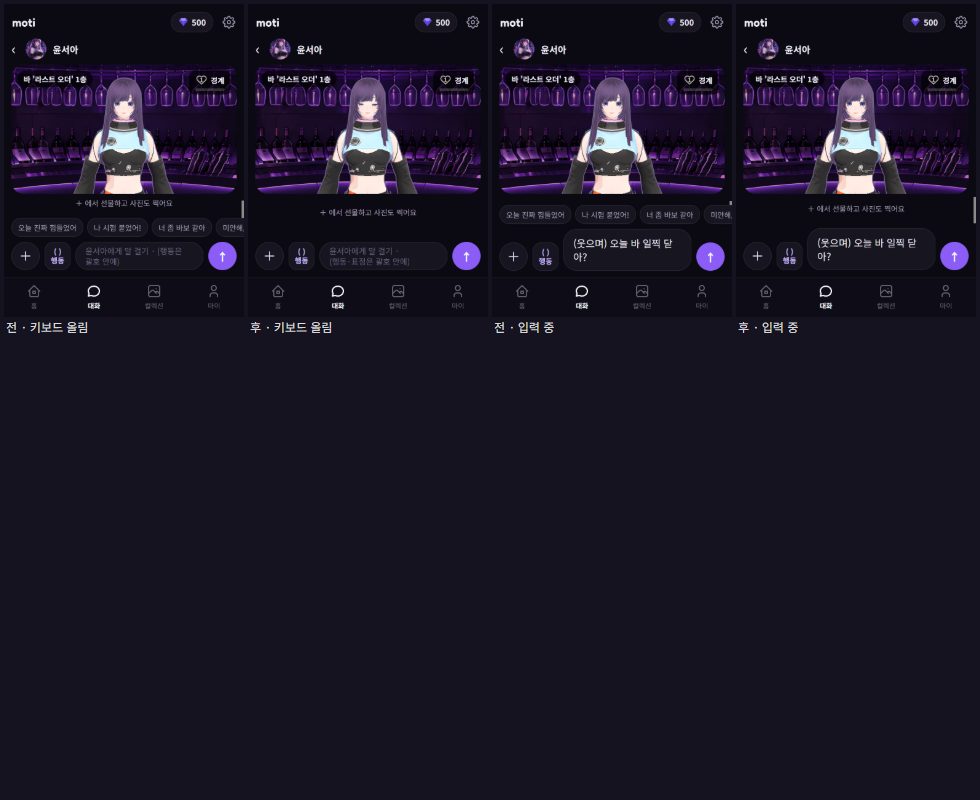 moti
500
윤서아
바 '라스트 오더' 1층
경계
+ 에서 선물하고 사진도 찍어요
오늘 진짜 힘들었어
나 시험 붙었어!
너 좀 바보 같아
미안해,
( )
행동
윤서아에게 말 걸기 · (행동은
괄호 안에)
홈
대화
컬렉션
마이
전 · 키보드 올림
moti
500
윤서아
바 '라스트 오더' 1층
경계
+ 에서 선물하고 사진도 찍어요
( )
행동
윤서아에게 말 걸기 ·
(행동·표정은 괄호 안에)
홈
대화
컬렉션
마이
후 · 키보드 올림
moti
500
윤서아
바 '라스트 오더' 1층
경계
오늘 진짜 힘들었어
나 시험 붙었어!
너 좀 바보 같아
미안해,
( )
행동
(웃으며) 오늘 바 일찍 닫
아?
홈
대화
컬렉션
마이
전 · 입력 중
moti
500
윤서아
바 '라스트 오더' 1층
경계
+ 에서 선물하고 사진도 찍어요
( )
행동
(웃으며) 오늘 바 일찍 닫
아?
홈
대화
컬렉션
마이
후 · 입력 중